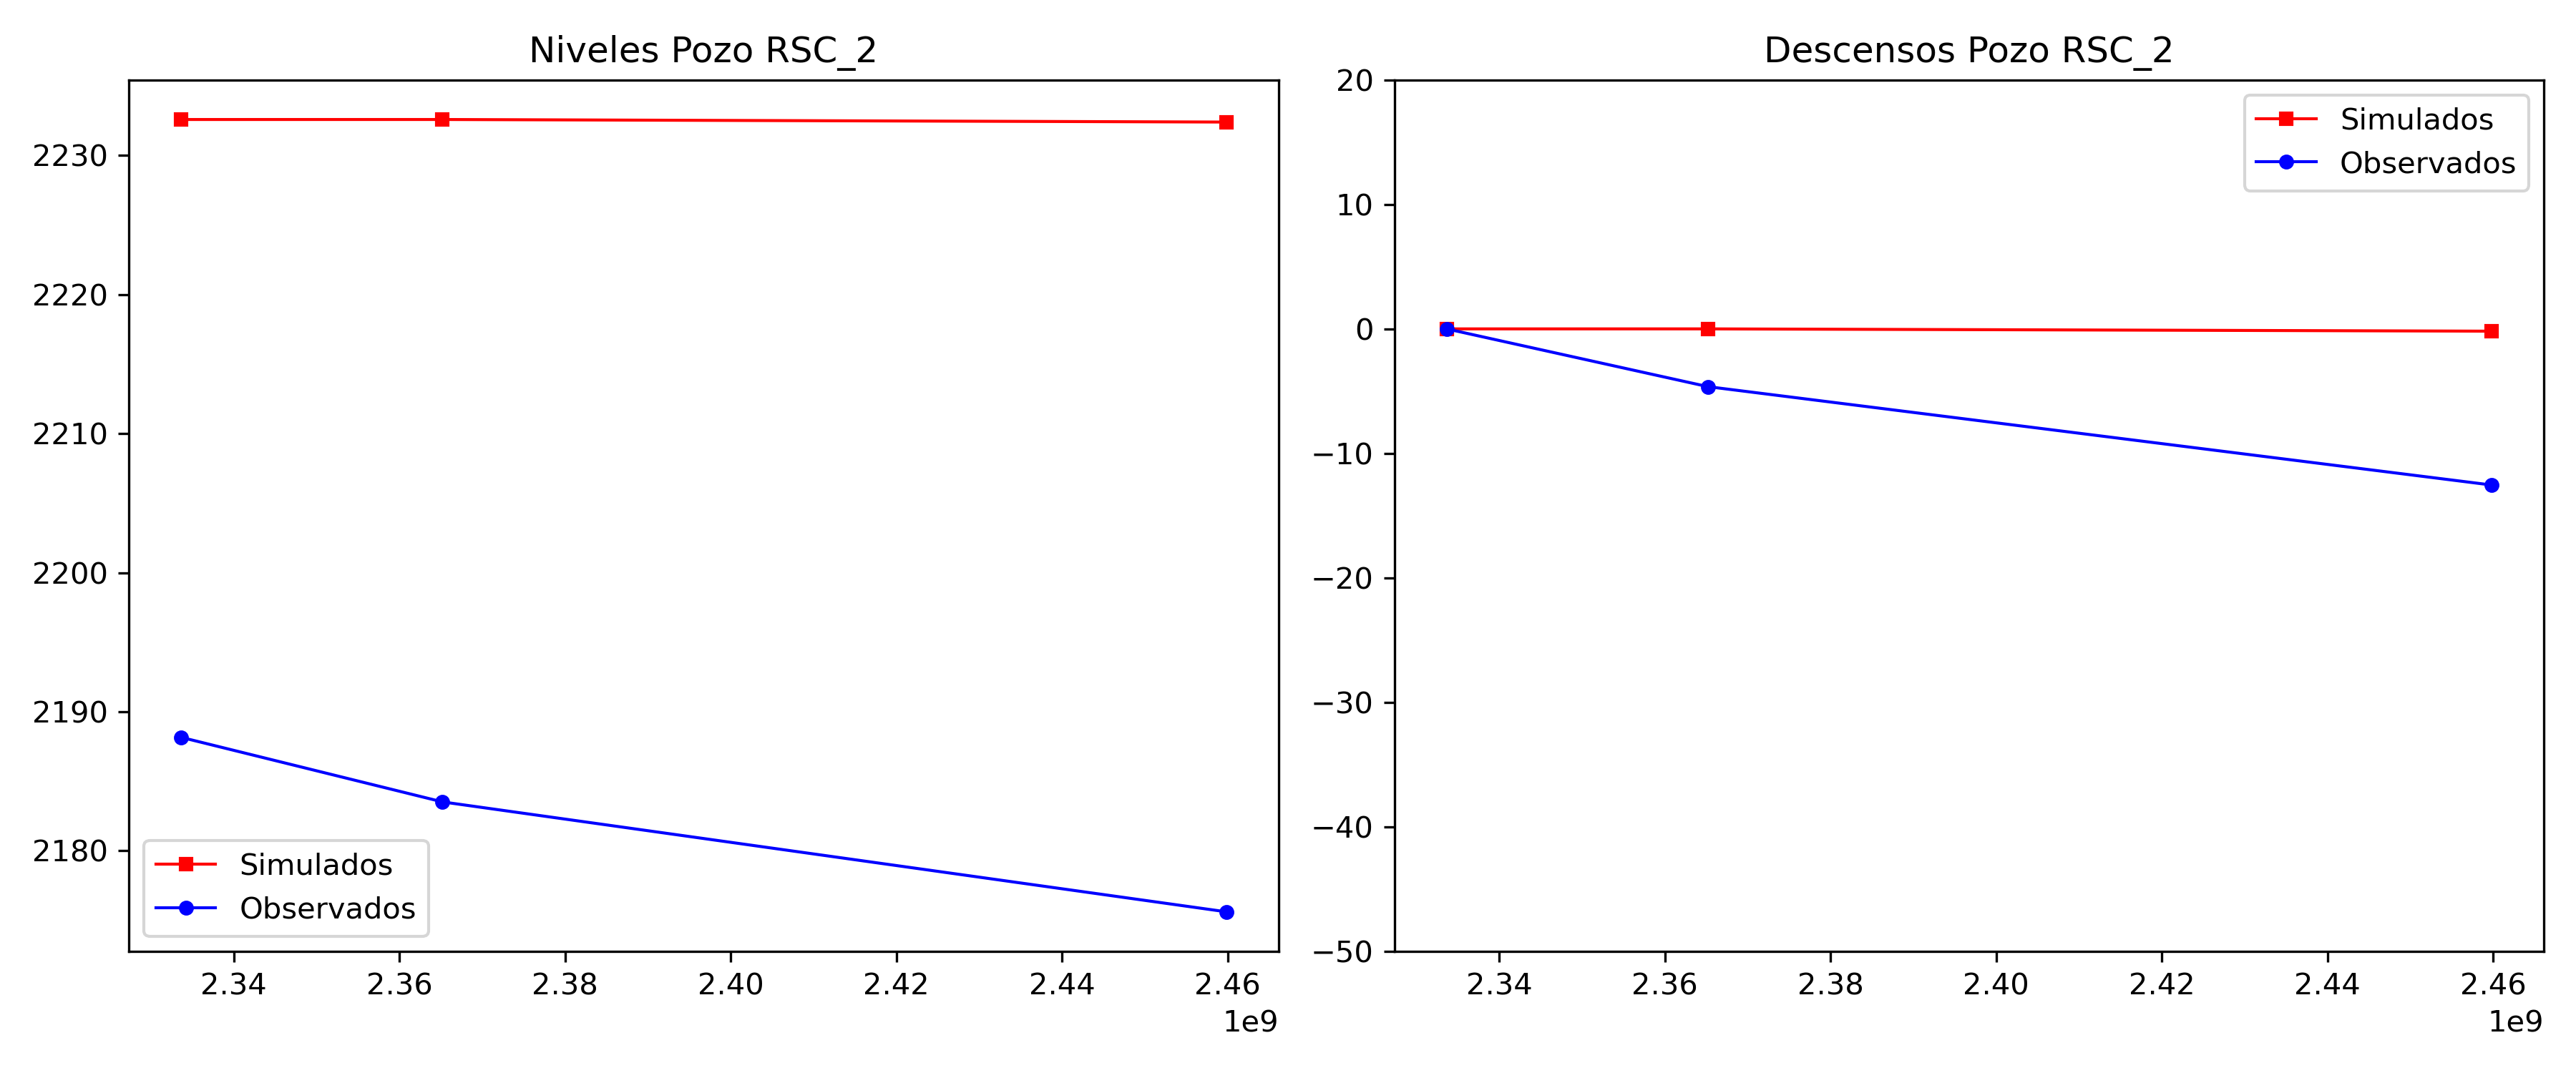 Niveles Pozo RSC_2
2230
2220
2210
2200
2190
2180
Simulados
Observados
2.34 2.36 2.38 2.40 2.42 2.44 2.46
1e9
Descensos Pozo RSC_2
20
10
0
−10
−20
−30
−40
−50
Simulados
Observados
2.34 2.36 2.38 2.40 2.42 2.44 2.46
1e9